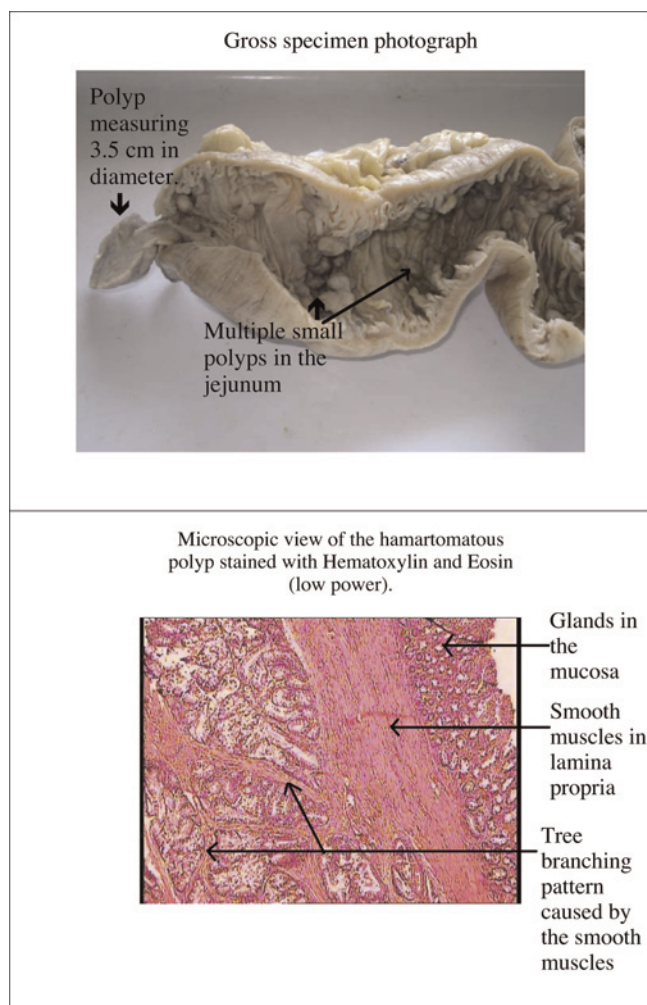 Gross specimen photograph
Polyp
measuring
3.5 cm in
diameter.
Multiple small
polyps in the
jejunum
Microscopic view of the hamartomatous
polyp stained with Hematoxylin and Eosin
(low power).
Glands in
the
mucosa
Smooth
muscles in
lamina
propria
Tree
branching
pattern
caused by
the smooth
muscles